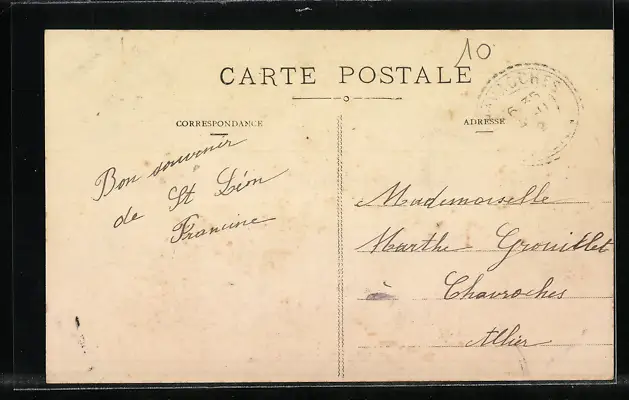 10
CARTE POSTALE
CORRESPONDANCE
ADRESSE
Bon souvenir
de St Léon
Francine
Mademoiselle
Marthe Grouillet
à Chavroches
Allier